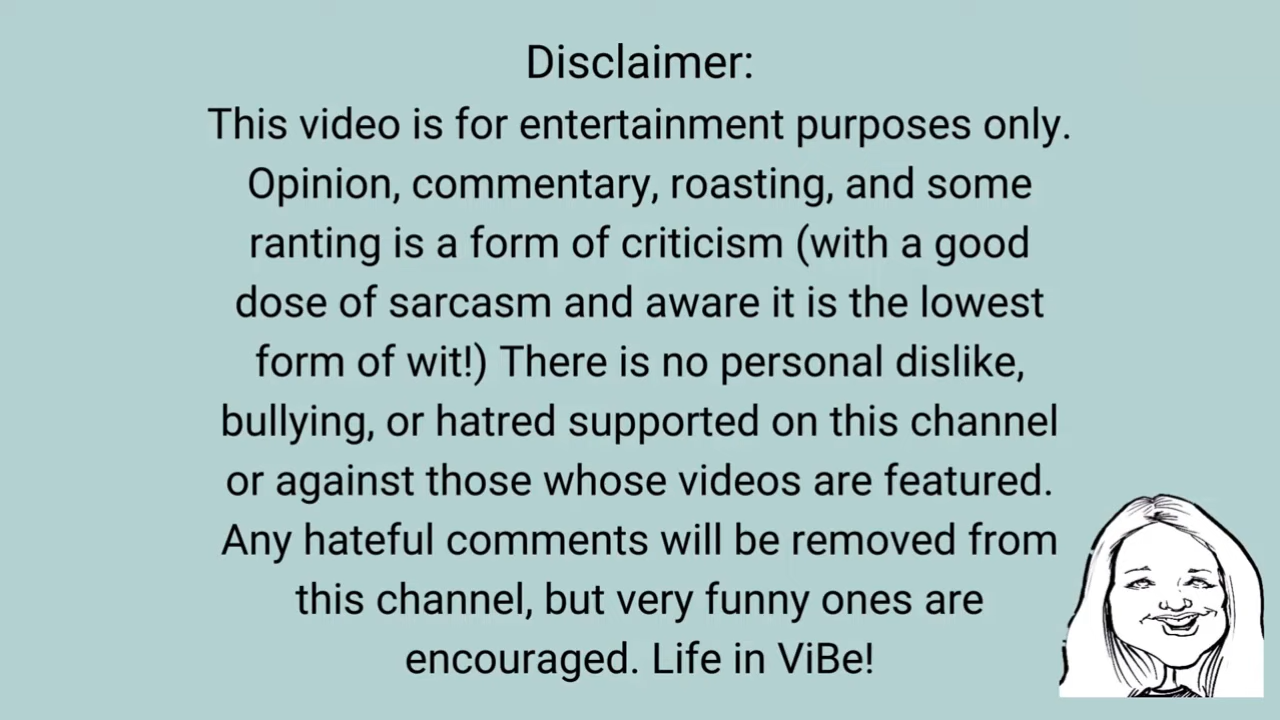 Disclaimer:
This video is for entertainment purposes only.
Opinion, commentary, roasting, and some
ranting is a form of criticism (with a good
dose of sarcasm and aware it is the lowest
form of wit!) There is no personal dislike,
bullying, or hatred supported on this channel
or against those whose videos are featured.
Any hateful comments will be removed from
this channel, but very funny ones are
encouraged. Life in ViBe!